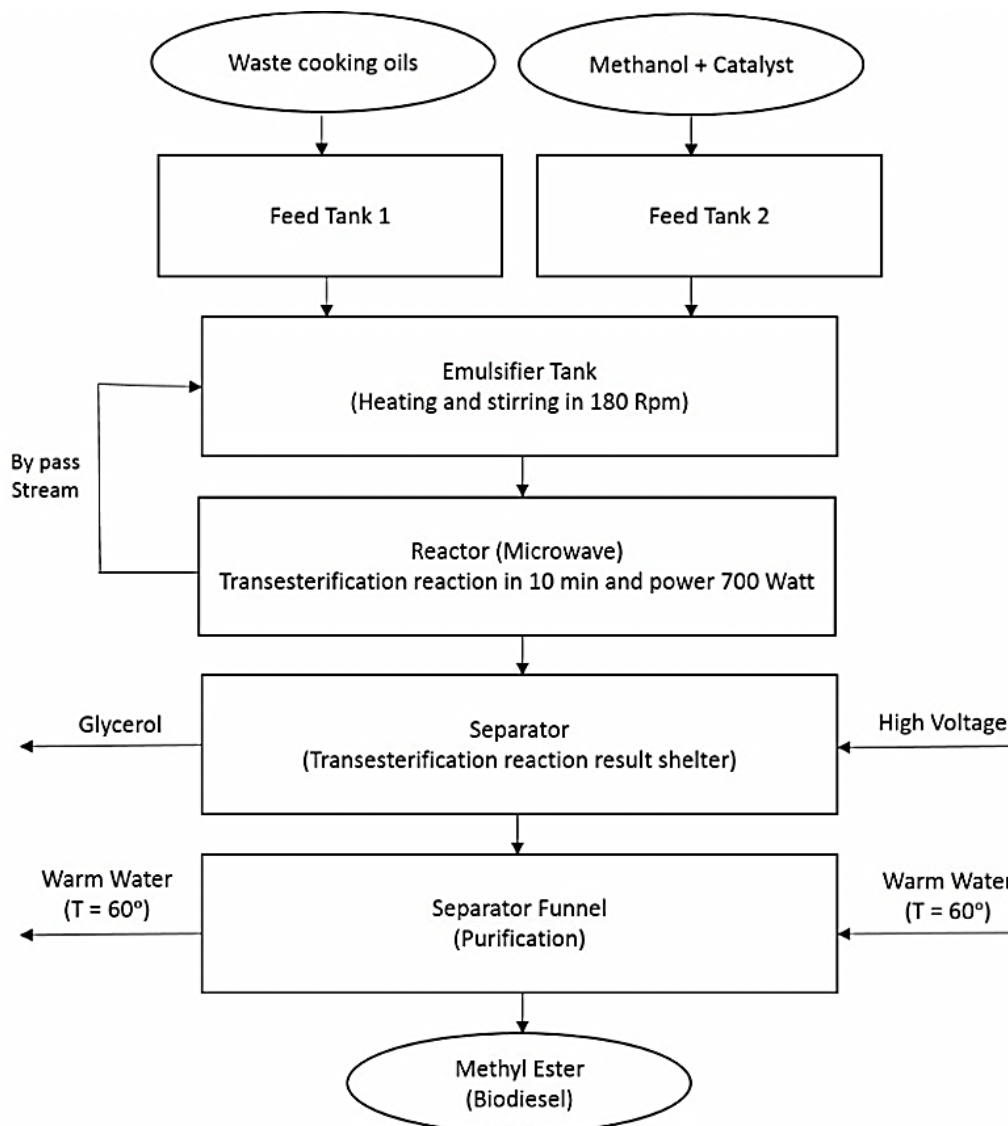 Waste cooking oils
Methanol + Catalyst
Feed Tank 1
Feed Tank 2
Emulsifier Tank
(Heating and stirring in 180 Rpm)
By pass
Stream
Reactor (Microwave)
Transesterification reaction in 10 min and power 700 Watt
Glycerol
Separator
(Transesterification reaction result shelter)
High Voltage
Warm Water
(T = 60°)
Separator Funnel
(Purification)
Warm Water
(T = 60°)
Methyl Ester
(Biodiesel)